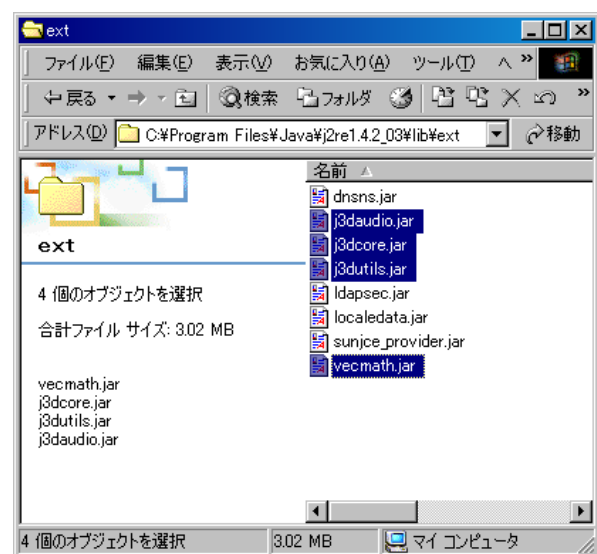 ext
ファイル(F) 編集(E) 表示(V) お気に入り(A) ツール(T) ヘ »
戻る 検索 フォルダ »
アドレス(D) C:¥Program Files¥Java¥j2re1.4.2_03¥lib¥ext 移動
名前
dnsns.jar
j3daudio.jar
j3dcore.jar
j3dutils.jar
ldapsec.jar
localedata.jar
sunjce_provider.jar
vecmath.jar
ext
4 個のオブジェクトを選択
合計ファイル サイズ: 3.02 MB
vecmath.jar
j3dcore.jar
j3dutils.jar
j3daudio.jar
4 個のオブジェクトを選択 3.02 MB マイ コンピュータ